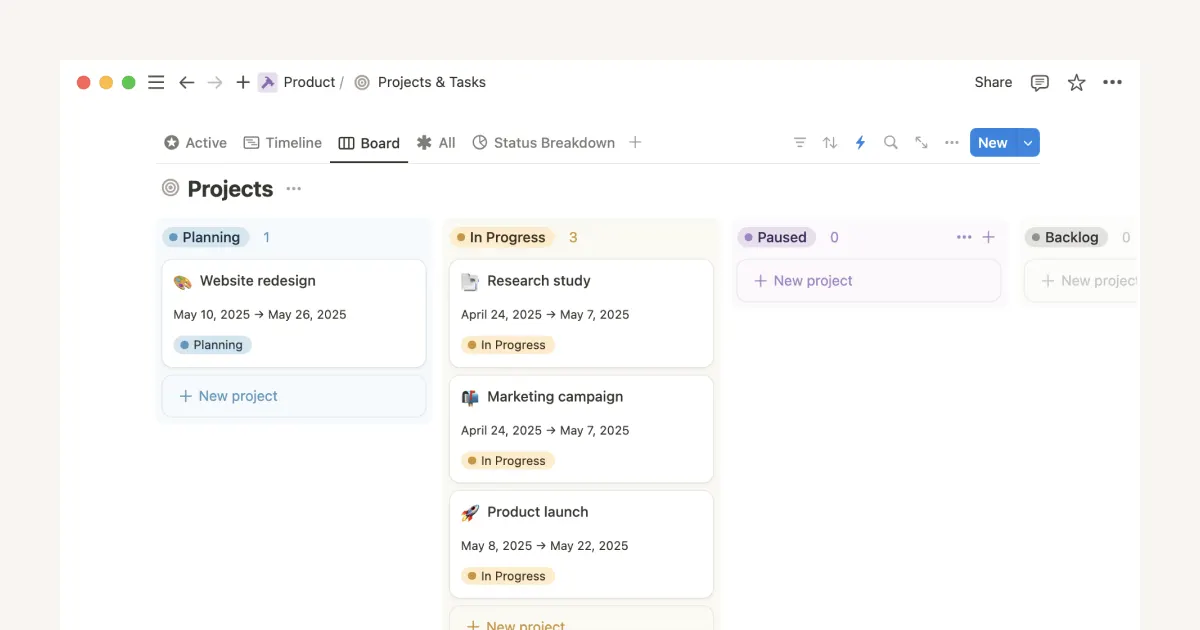 Product / Projects & Tasks Share
Active Timeline Board All Status Breakdown New
Projects
Planning 1
Website redesign
May 10, 2025 → May 26, 2025
Planning
+ New project
In Progress 3
Research study
April 24, 2025 → May 7, 2025
In Progress
Marketing campaign
April 24, 2025 → May 7, 2025
In Progress
Product launch
May 8, 2025 → May 22, 2025
In Progress
+ New project
Paused 0
+ New project
Backlog 0
+ New project